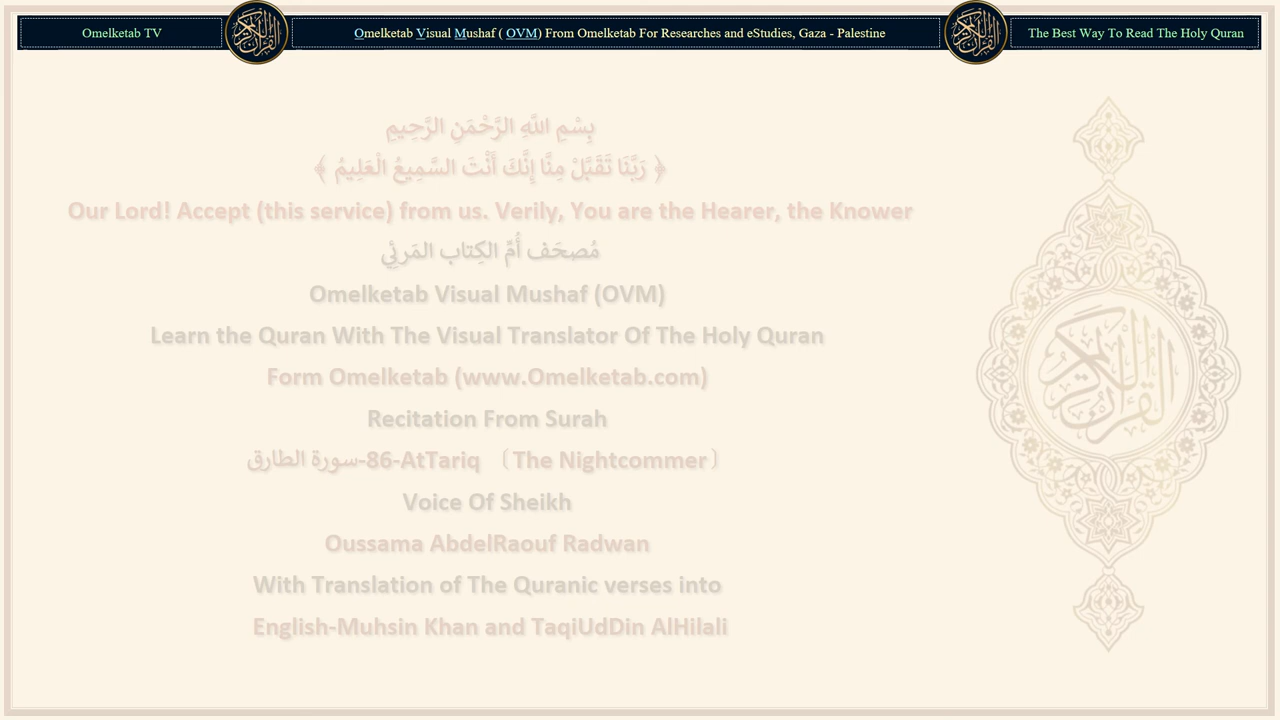 Omelketab TV
Omelketab Visual Mushaf ( OVM) From Omelketab For Researches and eStudies, Gaza - Palestine
The Best Way To Read The Holy Quran
بِسْمِ اللَّهِ الرَّحْمَنِ الرَّحِيمِ
﴿ رَبَّنَا تَقَبَّلْ مِنَّا إِنَّكَ أَنْتَ السَّمِيعُ الْعَلِيمُ ﴾
Our Lord! Accept (this service) from us. Verily, You are the Hearer, the Knower
مُصحَف أُمِّ الكِتاب المَرئِي
Omelketab Visual Mushaf (OVM)
Learn the Quran With The Visual Translator Of The Holy Quran
Form Omelketab (www.Omelketab.com)
Recitation From Surah
سورة الطارق-86-AtTariq 〔The Nightcommer〕
Voice Of Sheikh
Oussama AbdelRaouf Radwan
With Translation of The Quranic verses into
English-Muhsin Khan and TaqiUdDin AlHilali
القرآن الكريم